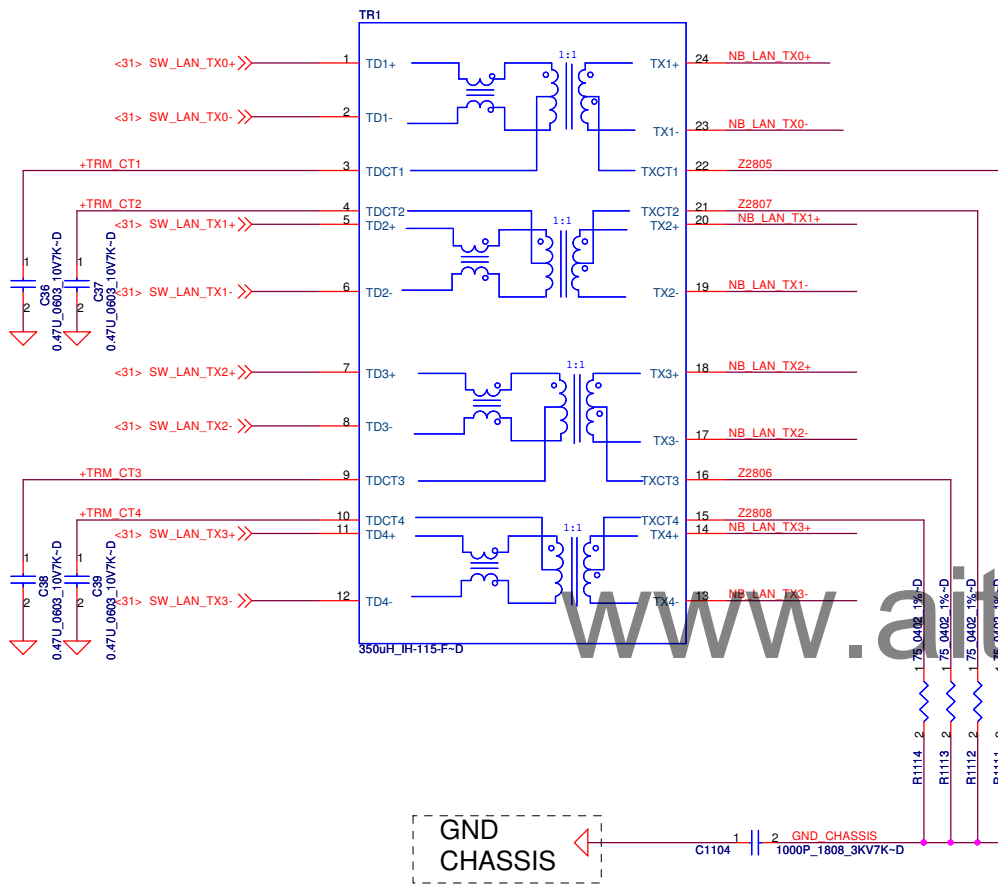 TR1
<31> SW_LAN_TX0+ 1 TD1+ 1:1 TX1+ 24 NB_LAN_TX0+
<31> SW_LAN_TX0- 2 TD1- TX1- 23 NB_LAN_TX0-
+TRM_CT1 3 TDCT1 TXCT1 22 Z2805
+TRM_CT2 4 TDCT2 TXCT2 21 Z2807
<31> SW_LAN_TX1+ 5 TD2+ 1:1 TX2+ 20 NB_LAN_TX1+
<31> SW_LAN_TX1- 6 TD2- TX2- 19 NB_LAN_TX1-
1 2 C36 0.47U_0603_10V7K~D
1 2 C37 0.47U_0603_10V7K~D
<31> SW_LAN_TX2+ 7 TD3+ 1:1 TX3+ 18 NB_LAN_TX2+
<31> SW_LAN_TX2- 8 TD3- TX3- 17 NB_LAN_TX2-
+TRM_CT3 9 TDCT3 TXCT3 16 Z2806
+TRM_CT4 10 TDCT4 TXCT4 15 Z2808
<31> SW_LAN_TX3+ 11 TD4+ 1:1 TX4+ 14 NB_LAN_TX3+
<31> SW_LAN_TX3- 12 TD4- TX4- 13 NB_LAN_TX3-
1 2 C38 0.47U_0603_10V7K~D
1 2 C39 0.47U_0603_10V7K~D
350uH_IH-115-F~D
www.ait
R1114 2 1 75_0402_1%~D
R1113 2 1 75_0402_1%~D
R1112 2 1 75_0402_1%~D
GND
CHASSIS
1 2 GND_CHASSIS
C1104 1000P_1808_3KV7K~D